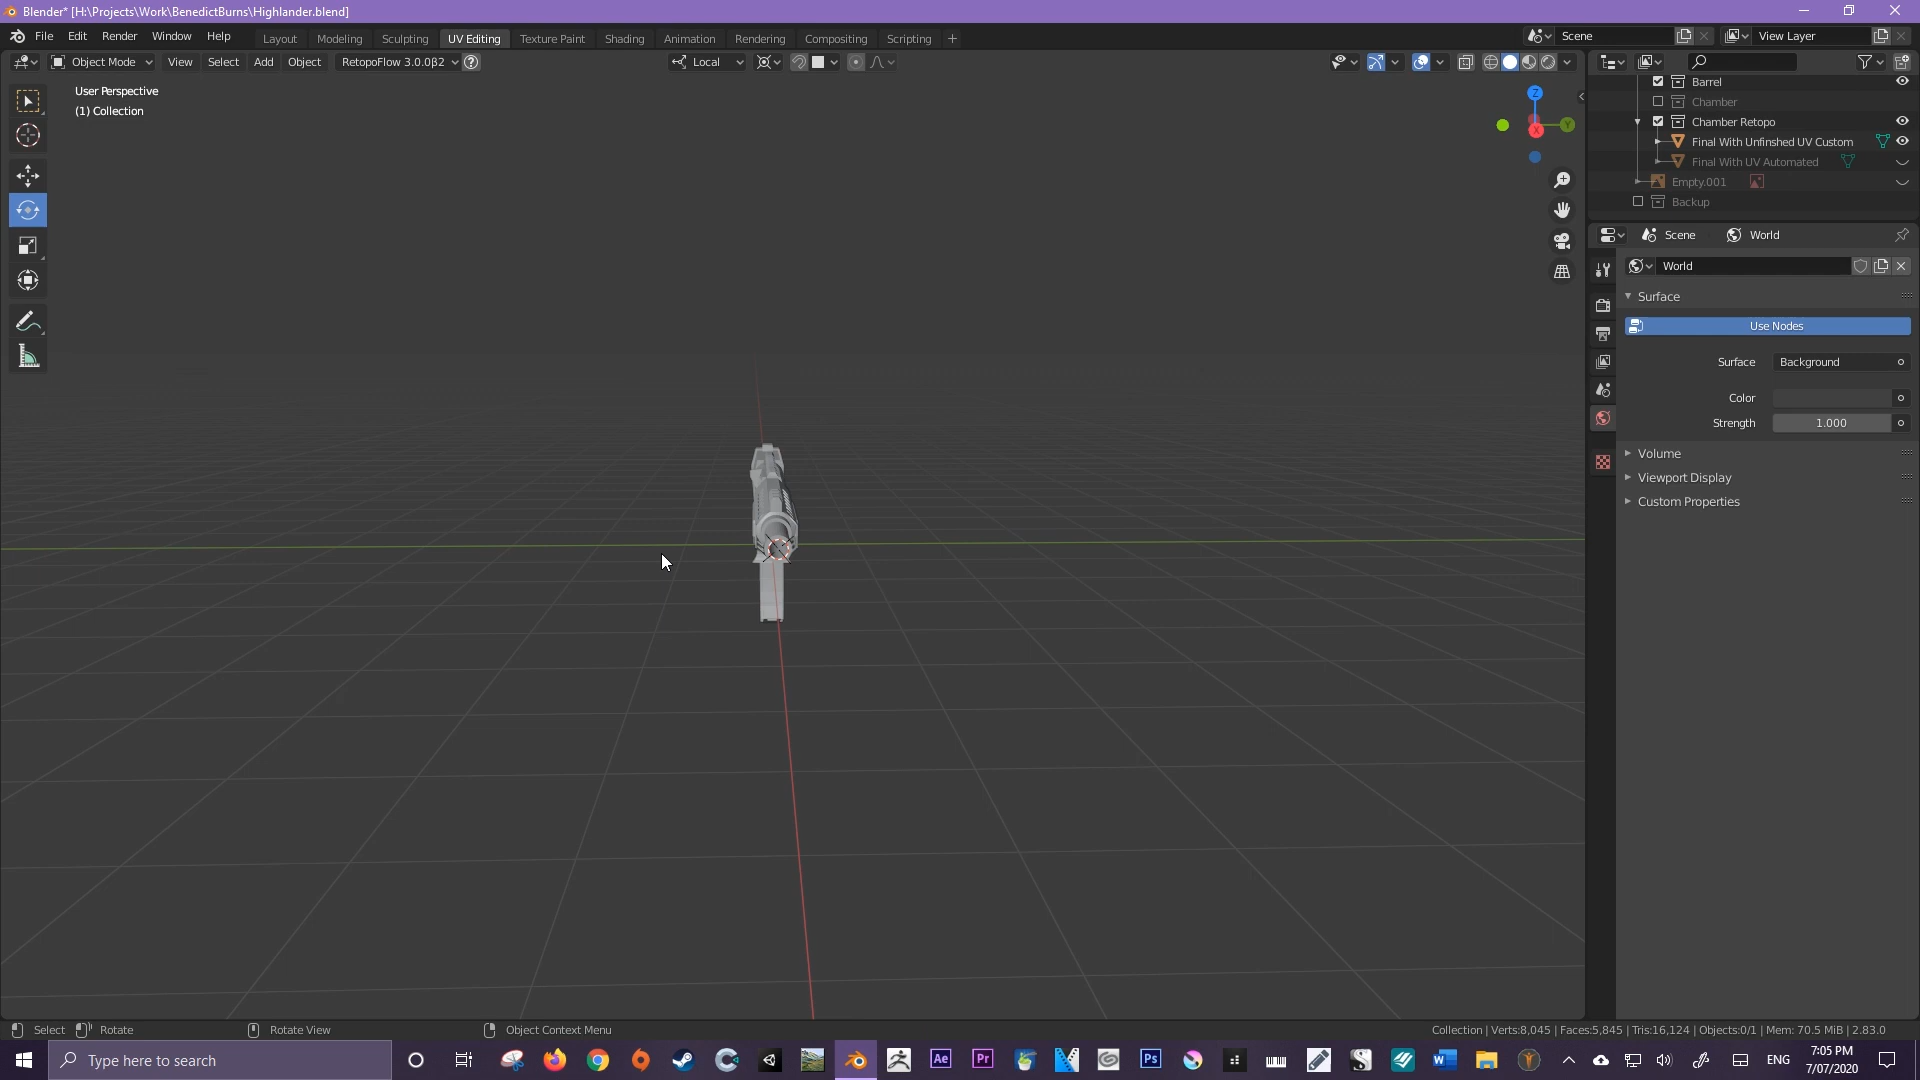 Blender* [H:\Projects\Work\BenedictBurns\Highlander.blend]
File Edit Render Window Help Layout Modeling Sculpting UV Editing Texture Paint Shading Animation Rendering Compositing Scripting + Scene View Layer
Object Mode View Select Add Object RetopoFlow 3.0.0β2 Local
User Perspective
(1) Collection
Z
Y
X
Barrel
Chamber
Chamber Retopo
Final With Unfinshed UV Custom
Final With UV Automated
Empty.001
Backup
Scene World
World
Surface
Use Nodes
Surface Background
Color
Strength 1.000
Volume
Viewport Display
Custom Properties
Select Rotate Rotate View Object Context Menu Collection | Verts:8,045 | Faces:5,845 | Tris:16,124 | Objects:0/1 | Mem: 70.5 MiB | 2.83.0
Type here to search Ae Pr Ps ENG 7:05 PM
7/07/2020